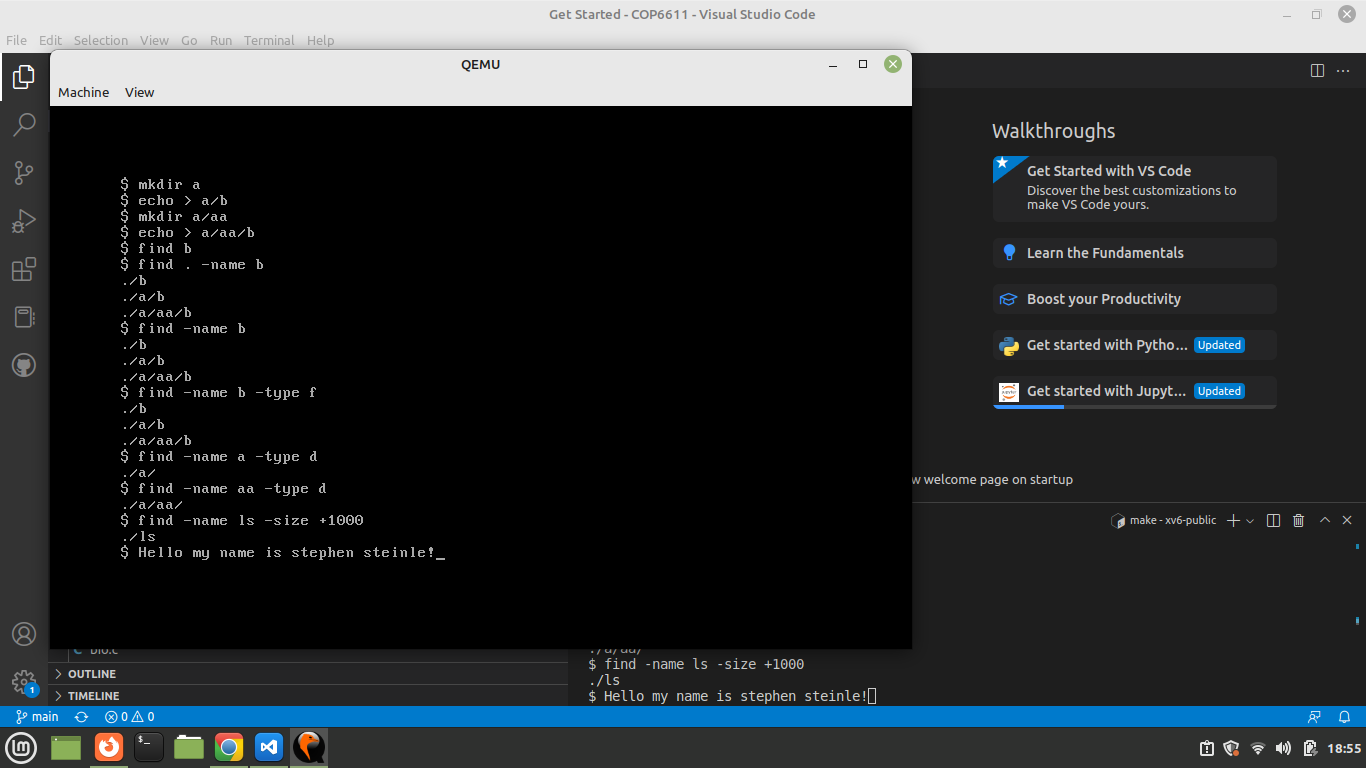 Get Started - COP6611 - Visual Studio Code
File Edit Selection View Go Run Terminal Help
QEMU
Machine View
$ mkdir a
$ echo > a/b
$ mkdir a/aa
$ echo > a/aa/b
$ find b
$ find . -name b
./b
./a/b
./a/aa/b
$ find -name b
./b
./a/b
./a/aa/b
$ find -name b -type f
./b
./a/b
./a/aa/b
$ find -name a -type d
./a/
$ find -name aa -type d
./a/aa/
$ find -name ls -size +1000
./ls
$ Hello my name is stephen steinle!_
Walkthroughs
Get Started with VS Code
Discover the best customizations to
make VS Code yours.
Learn the Fundamentals
Boost your Productivity
Get started with Pytho... Updated
Get started with Jupyt... Updated
w welcome page on startup
make - xv6-public
bio.c
OUTLINE
TIMELINE
./a/aa/
$ find -name ls -size +1000
./ls
$ Hello my name is stephen steinle!
1
main 0 0
18:55